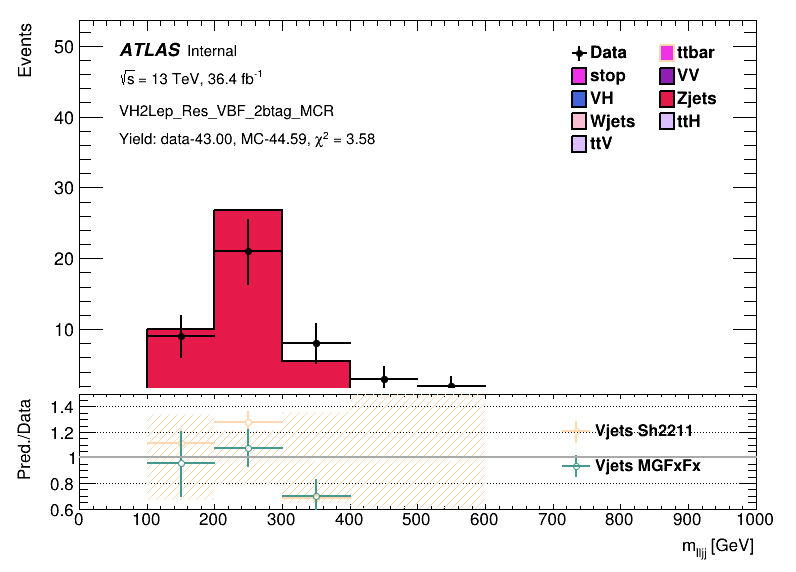 Events
50
40
30
20
10
ATLAS Internal
√s = 13 TeV, 36.4 fb⁻¹
VH2Lep_Res_VBF_2btag_MCR
Yield: data-43.00, MC-44.59, χ² = 3.58
Data
ttbar
stop
VV
VH
Zjets
Wjets
ttH
ttV
Pred./Data
1.4
1.2
1
0.8
0.6
Vjets Sh2211
Vjets MGFxFx
0 100 200 300 400 500 600 700 800 900 1000
m_lljj [GeV]